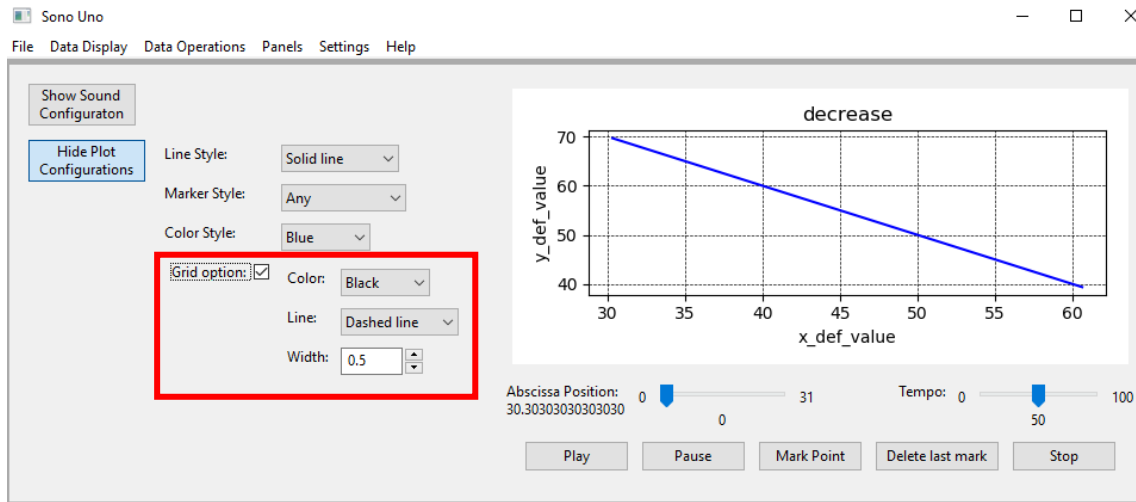 Sono Uno
File Data Display Data Operations Panels Settings Help
Show Sound
Configuraton
Hide Plot
Configurations
Line Style:
Solid line
Marker Style:
Any
Color Style:
Blue
Grid option:
Color:
Black
Line:
Dashed line
Width:
0.5
decrease
y_def_value
70
60
50
40
30 35 40 45 50 55 60
x_def_value
Abscissa Position:
30.30303030303030
0
31
0
Tempo:
0
100
50
Play
Pause
Mark Point
Delete last mark
Stop